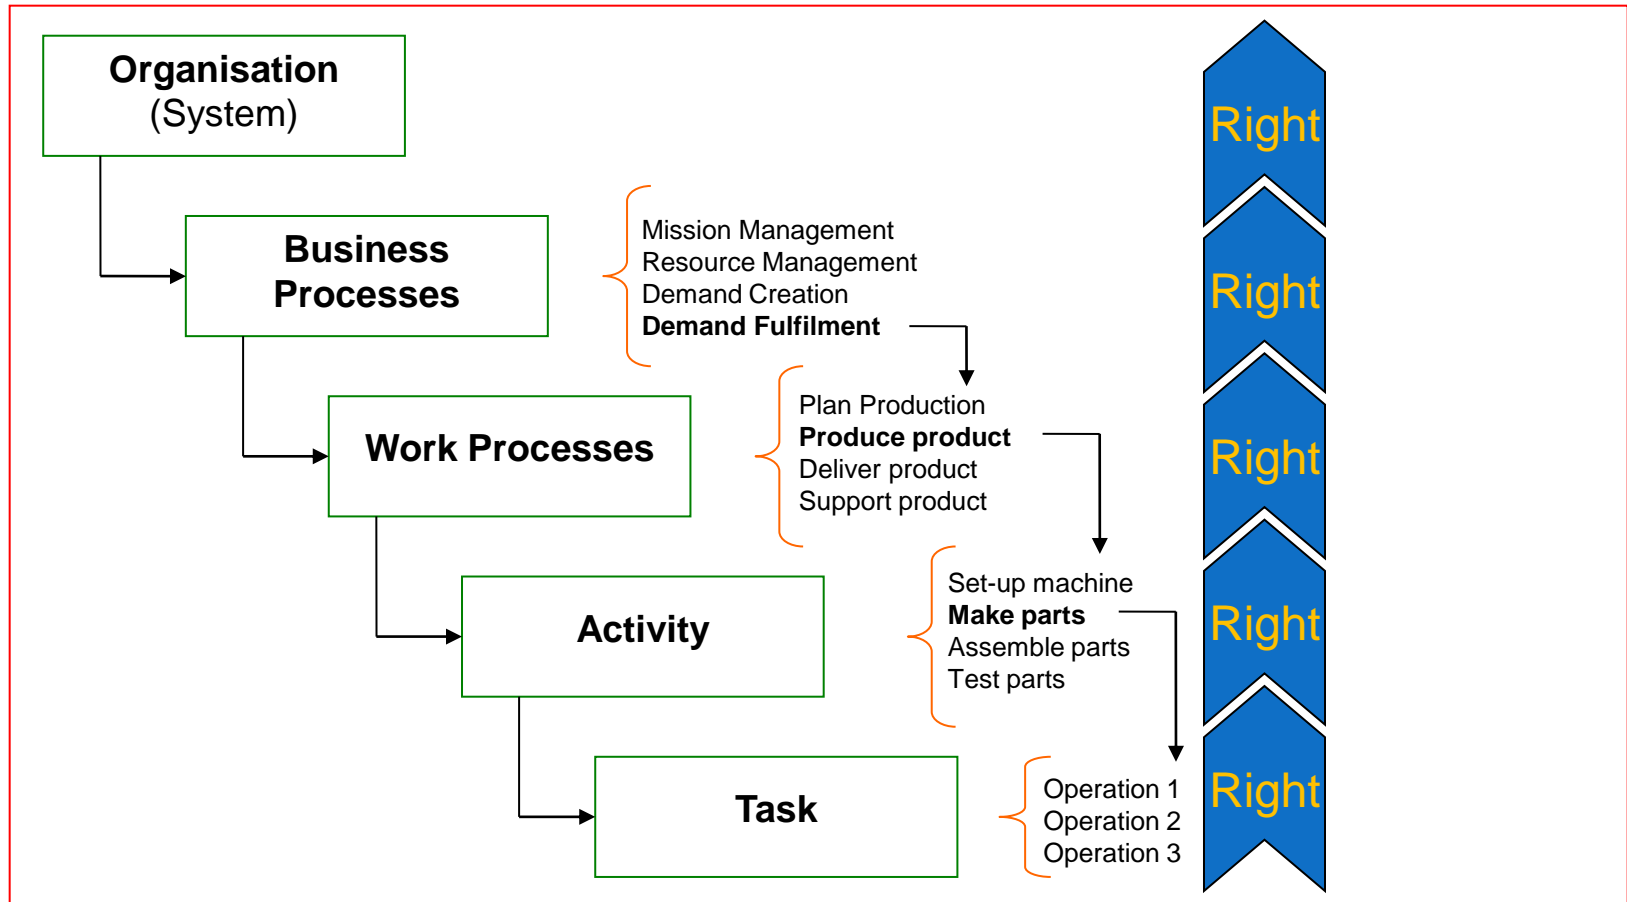 Organisation
(System)
Right
Business
Processes
Mission Management
Resource Management
Demand Creation
Demand Fulfilment
Right
Work Processes
Plan Production
Produce product
Deliver product
Support product
Right
Activity
Set-up machine
Make parts
Assemble parts
Test parts
Right
Task
Operation 1
Operation 2
Operation 3
Right